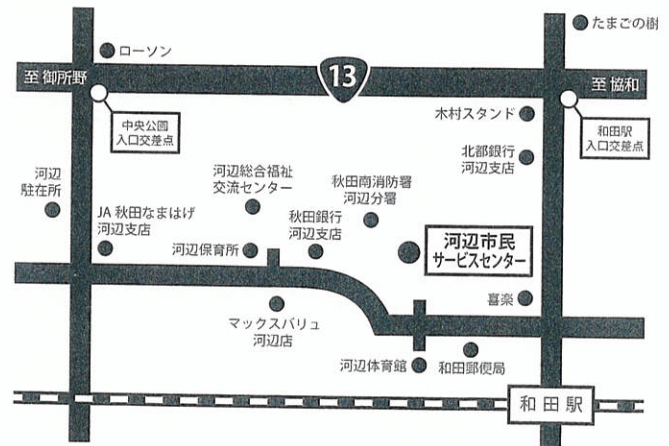 たまごの樹
ローソン
至 御所野
13
至 協和
中央公園
入口交差点
木村スタンド
和田駅
入口交差点
北都銀行
河辺支店
河辺
駐在所
河辺総合福祉
交流センター
秋田南消防署
河辺分署
JA 秋田なまはげ
河辺支店
秋田銀行
河辺支店
河辺保育所
河辺市民
サービスセンター
喜楽
マックスバリュ
河辺店
河辺体育館
和田郵便局
和田駅